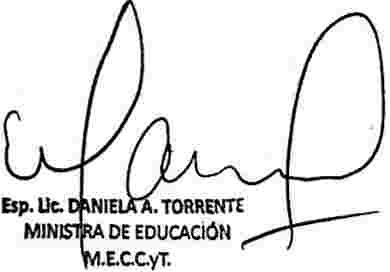 Esp. Lic. DANIELA A. TORRENTE
MINISTRA DE EDUCACIÓN
M.E.C.C.yT.